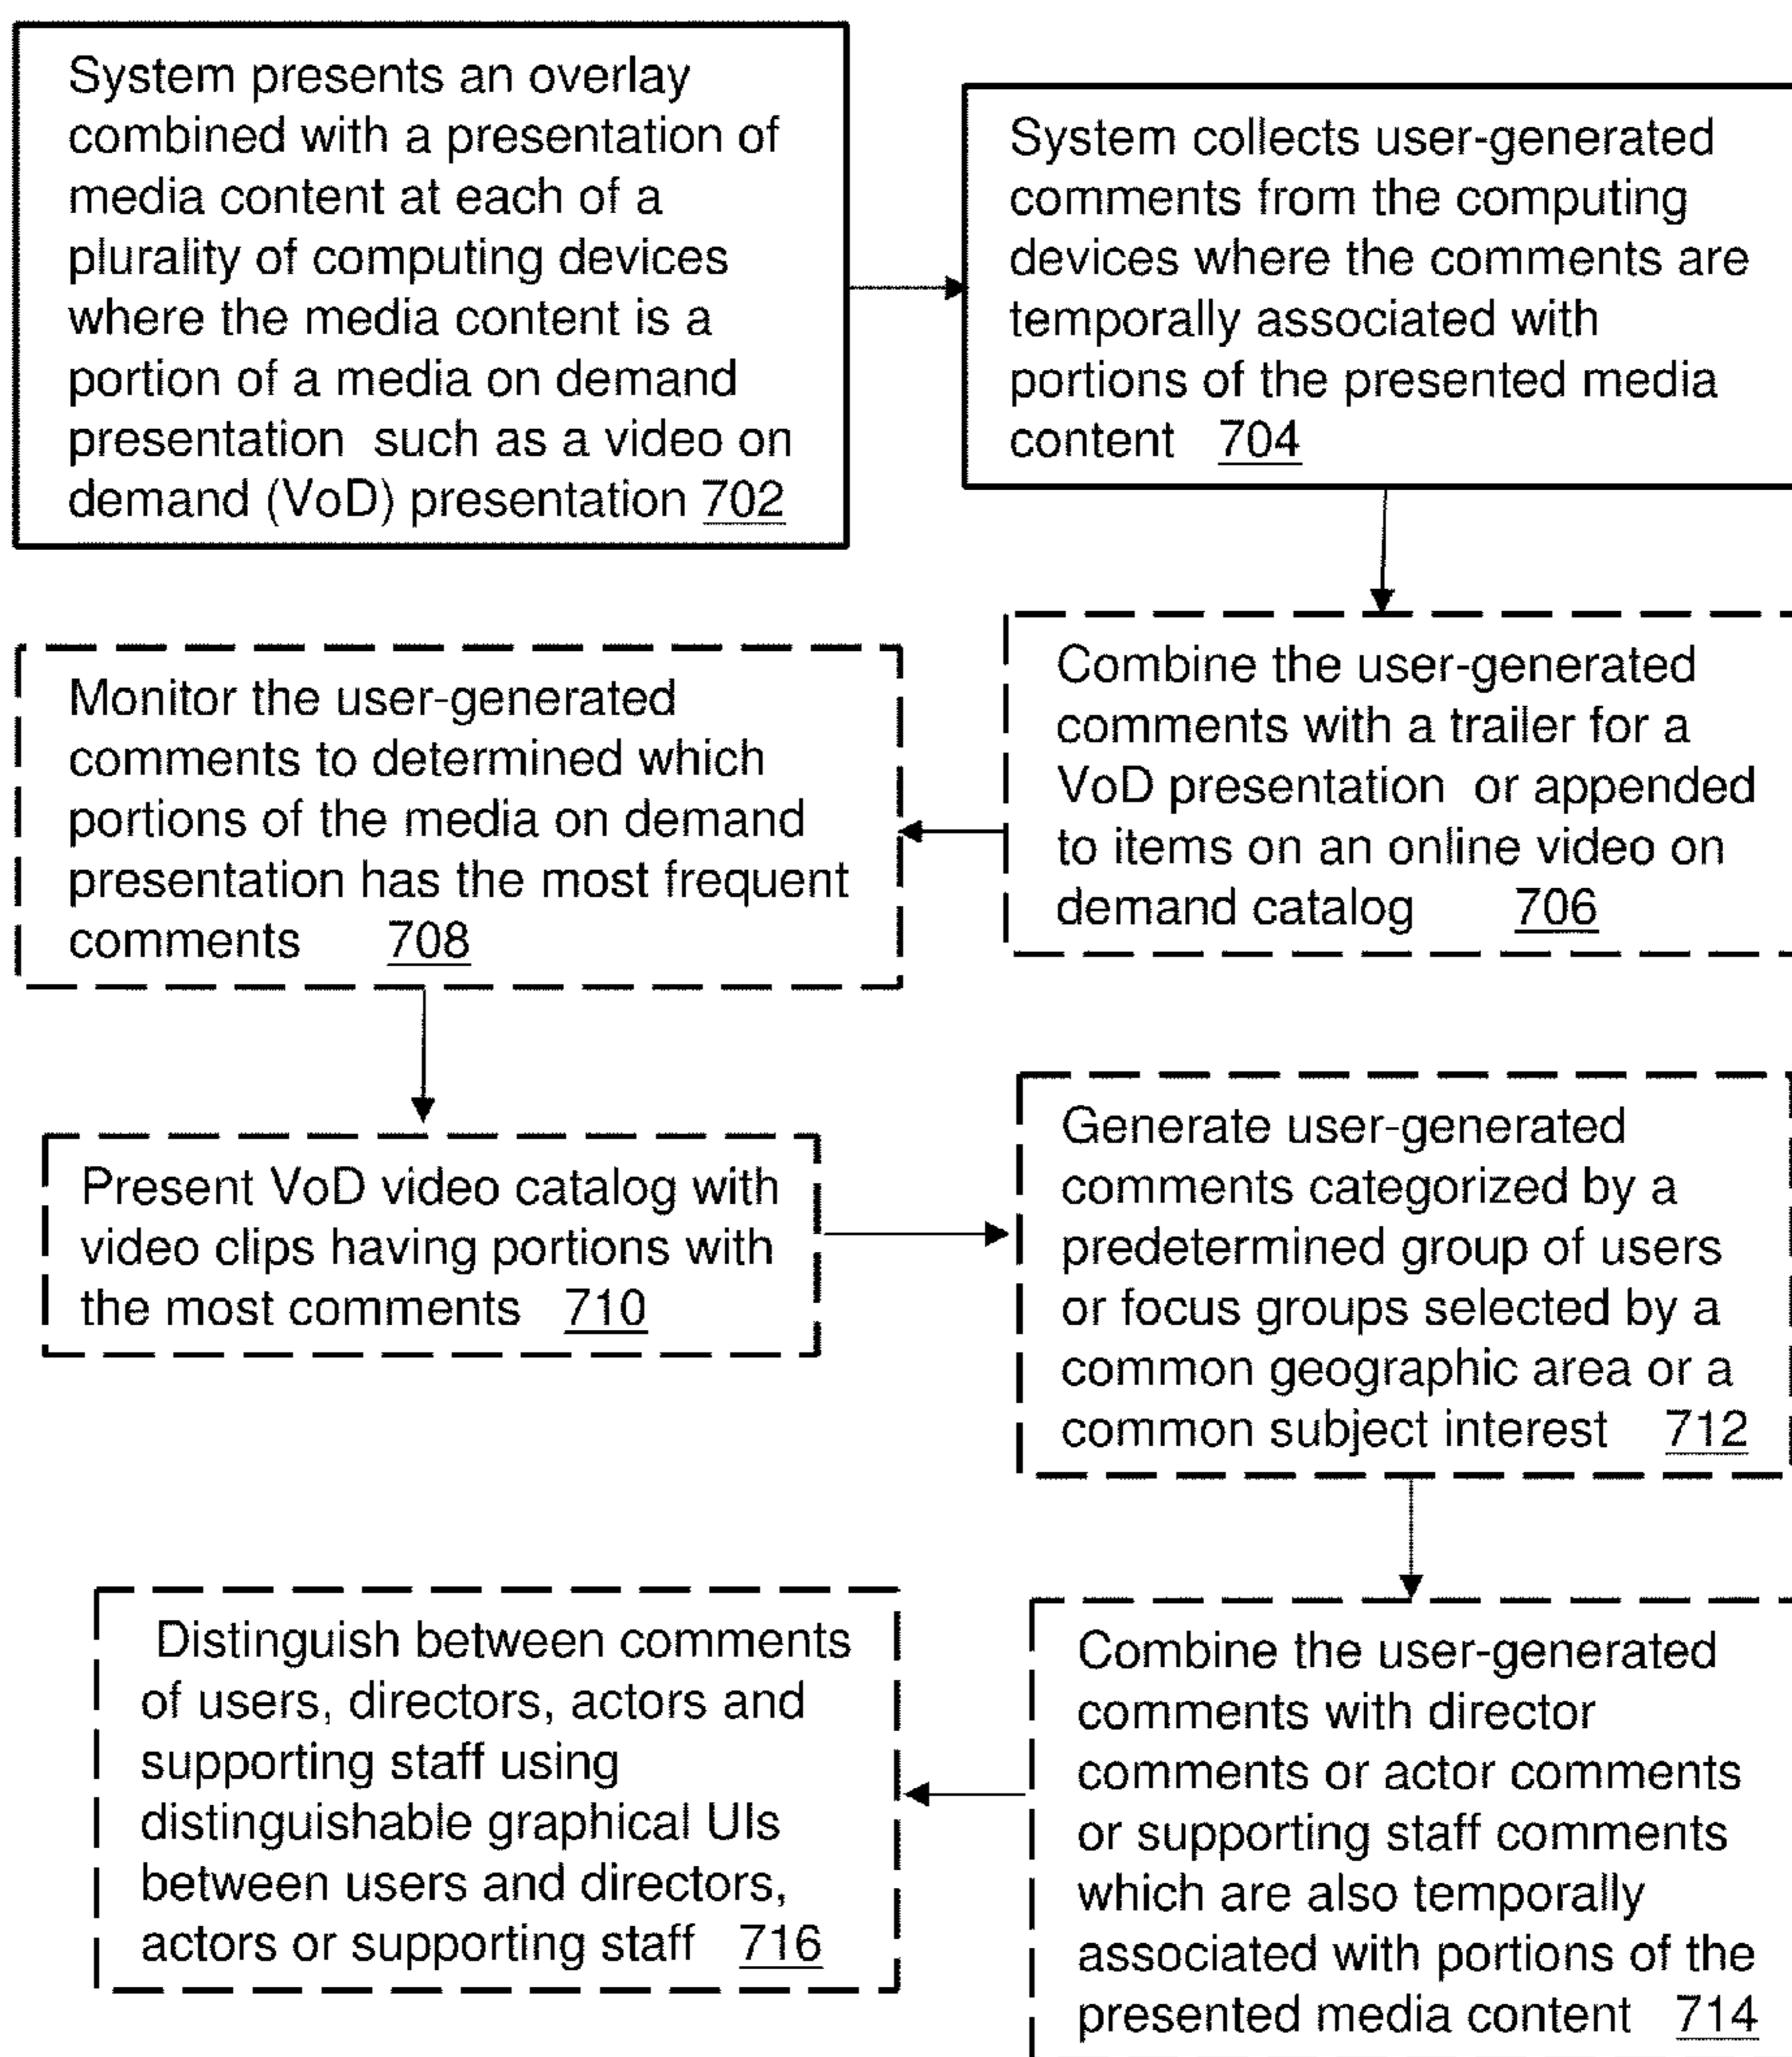 System presents an overlay
combined with a presentation of
media content at each of a
plurality of computing devices
where the media content is a
portion of a media on demand
presentation such as a video on
demand (VoD) presentation 702
System collects user-generated
comments from the computing
devices where the comments are
temporally associated with
portions of the presented media
content 704
Combine the user-generated
comments with a trailer for a
VoD presentation or appended
to items on an online video on
demand catalog 706
Monitor the user-generated
comments to determined which
portions of the media on demand
presentation has the most frequent
comments 708
Present VoD video catalog with
video clips having portions with
the most comments 710
Generate user-generated
comments categorized by a
predetermined group of users
or focus groups selected by a
common geographic area or a
common subject interest 712
Combine the user-generated
comments with director
comments or actor comments
or supporting staff comments
which are also temporally
associated with portions of the
presented media content 714
Distinguish between comments
of users, directors, actors and
supporting staff using
distinguishable graphical UIs
between users and directors,
actors or supporting staff 716